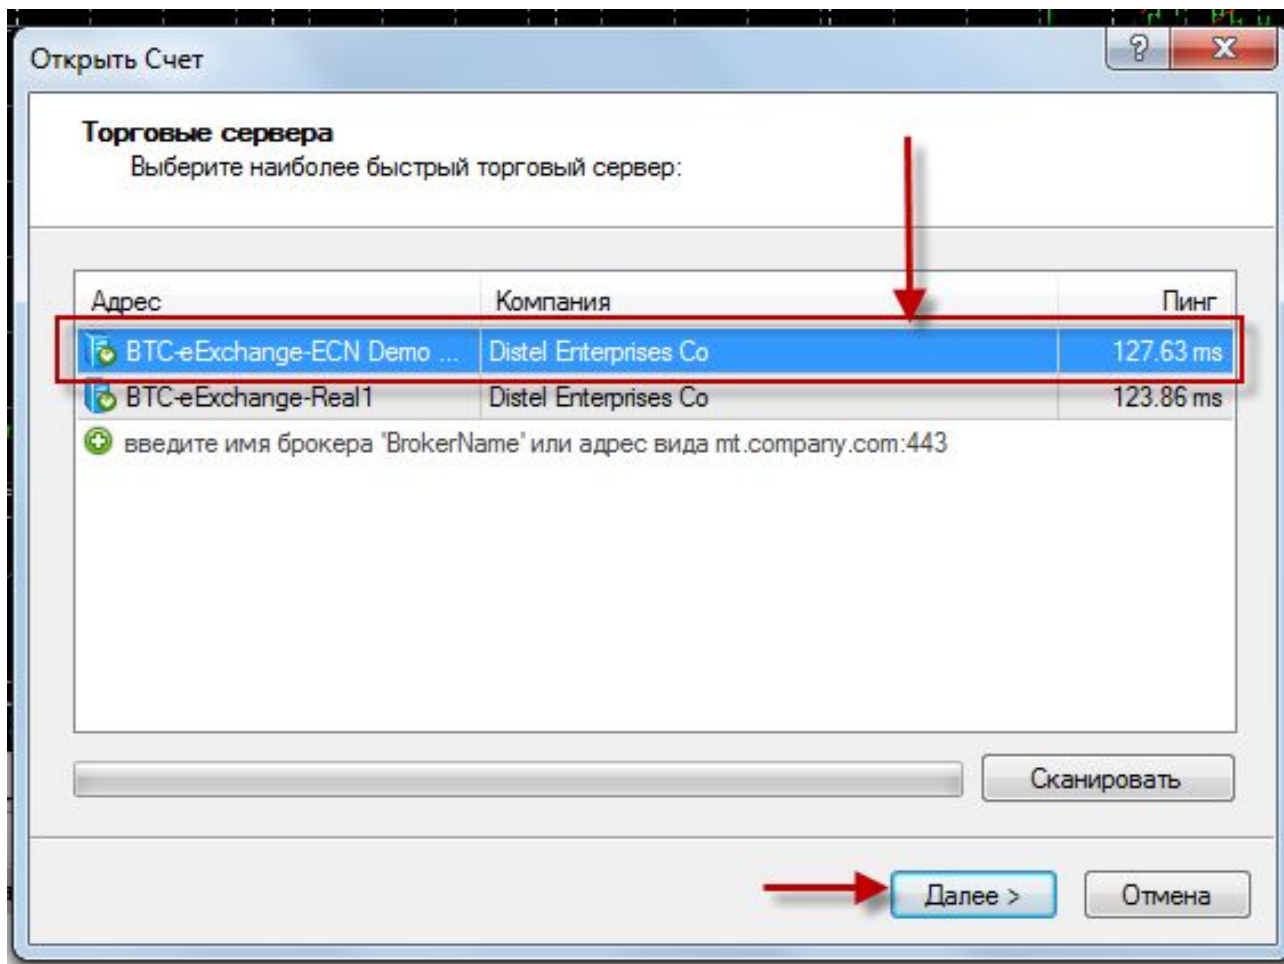 Открыть Счет
Торговые сервера
Выберите наиболее быстрый торговый сервер:
Адрес Компания Пинг
BTC-eExchange-ECN Demo ... Distel Enterprises Co 127.63 ms
BTC-eExchange-Real1 Distel Enterprises Co 123.86 ms
введите имя брокера 'BrokerName' или адрес вида mt.company.com:443
Сканировать
Далее > Отмена